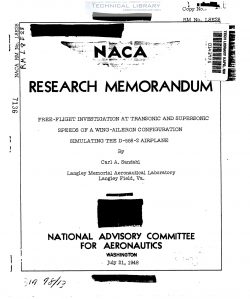 TECHNICAL LIBRARY
Copy No.
RM No. L8E28
NACA
RESEARCH MEMORANDUM
FREE-FLIGHT INVESTIGATION AT TRANSONIC AND SUPERSONIC
SPEEDS OF A WING-AILERON CONFIGURATION
SIMULATING THE D-558-2 AIRPLANE
By
Carl A. Sandahl
Langley Memorial Aeronautical Laboratory
Langley Field, Va.
NATIONAL ADVISORY COMMITTEE
FOR AERONAUTICS
WASHINGTON
July 21, 1948
7136